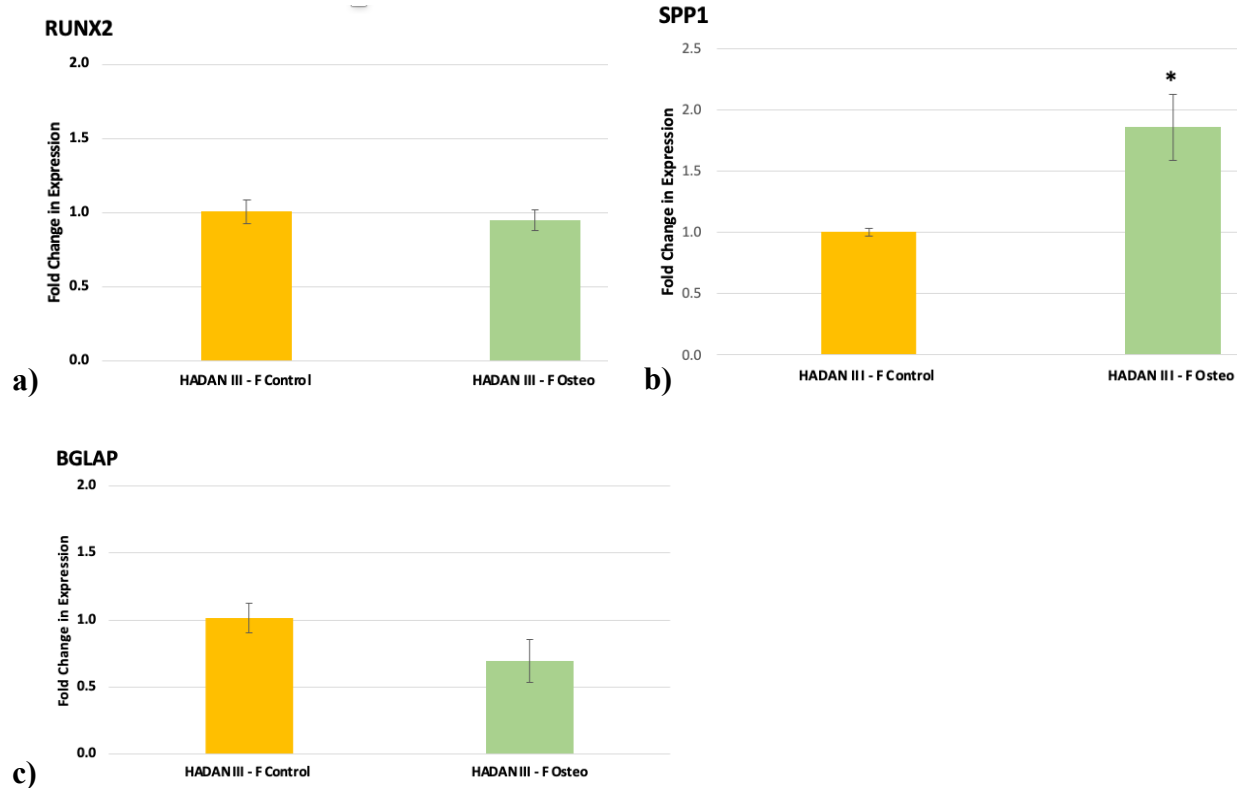 RUNX2
2.0
1.5
1.0
0.5
0.0
Fold Change in Expression
HADAN III - F Control
HADAN III - F Osteo
a)
SPP1
2.5
2.0
1.5
1.0
0.5
0.0
Fold Change in Expression
*
HADAN III - F Control
HADAN III - F Osteo
b)
BGLAP
2.0
1.5
1.0
0.5
0.0
Fold Change in Expression
HADAN III - F Control
HADAN III - F Osteo
c)